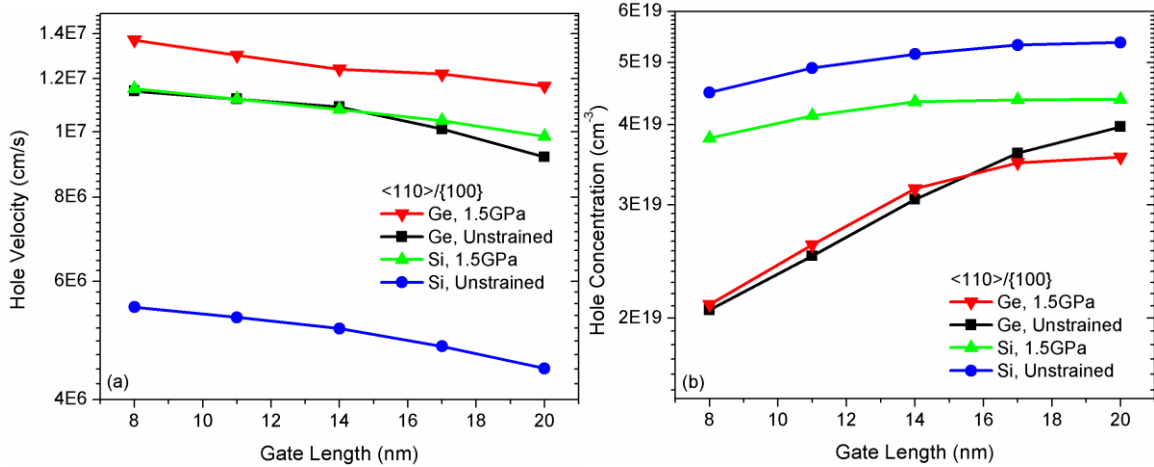 1.4E7
1.2E7
1E7
8E6
6E6
4E6
Hole Velocity (cm/s)
<110>/{100}
Ge, 1.5GPa
Ge, Unstrained
Si, 1.5GPa
Si, Unstrained
(a)
8 10 12 14 16 18 20
Gate Length (nm)
6E19
5E19
4E19
3E19
2E19
Hole Concentration (cm⁻³)
<110>/{100}
Ge, 1.5GPa
Ge, Unstrained
Si, 1.5GPa
Si, Unstrained
(b)
8 10 12 14 16 18 20
Gate Length (nm)